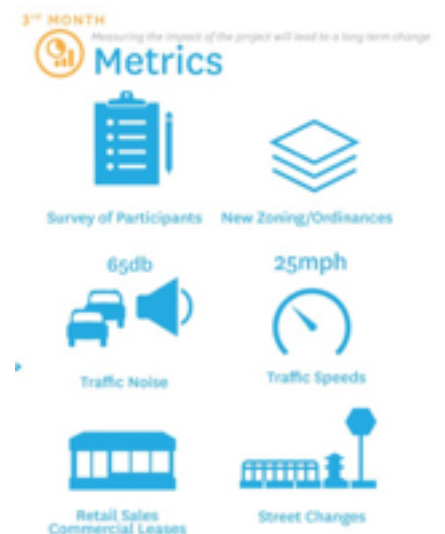 3RD MONTH
Measuring the impact of the project will lead to a long term change
Metrics
Survey of Participants
New Zoning/Ordinances
65db
25mph
Traffic Noise
Traffic Speeds
Retail Sales
Commercial Leases
Street Changes